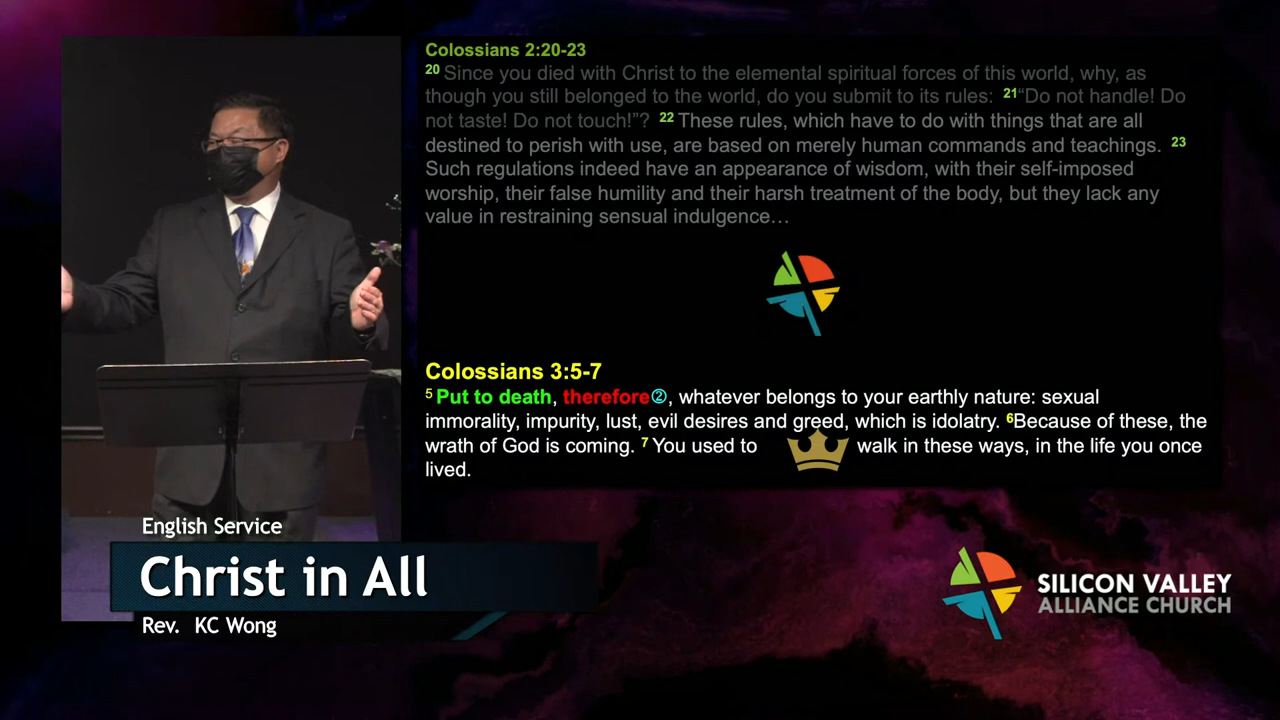 Colossians 2:20-23
20 Since you died with Christ to the elemental spiritual forces of this world, why, as
though you still belonged to the world, do you submit to its rules: 21“Do not handle! Do
not taste! Do not touch!”? 22 These rules, which have to do with things that are all
destined to perish with use, are based on merely human commands and teachings. 23
Such regulations indeed have an appearance of wisdom, with their self-imposed
worship, their false humility and their harsh treatment of the body, but they lack any
value in restraining sensual indulgence…
Colossians 3:5-7
5 Put to death, therefore②, whatever belongs to your earthly nature: sexual
immorality, impurity, lust, evil desires and greed, which is idolatry. 6Because of these, the
wrath of God is coming. 7 You used to walk in these ways, in the life you once
lived.
English Service
Christ in All
Rev. KC Wong
SILICON VALLEY
ALLIANCE CHURCH